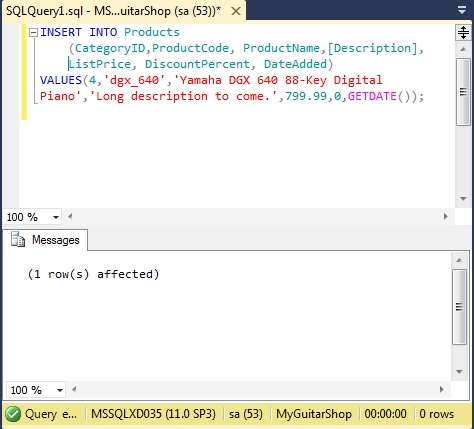 SQLQuery1.sql - MS...uitarShop (sa (53))*
INSERT INTO Products
(CategoryID,ProductCode, ProductName,[Description],
ListPrice, DiscountPercent, DateAdded)
VALUES(4,'dgx_640','Yamaha DGX 640 88-Key Digital
Piano','Long description to come.',799.99,0,GETDATE());
100 %
Messages
(1 row(s) affected)
100 %
Query e... MSSQLXD035 (11.0 SP3) sa (53) MyGuitarShop 00:00:00 0 rows